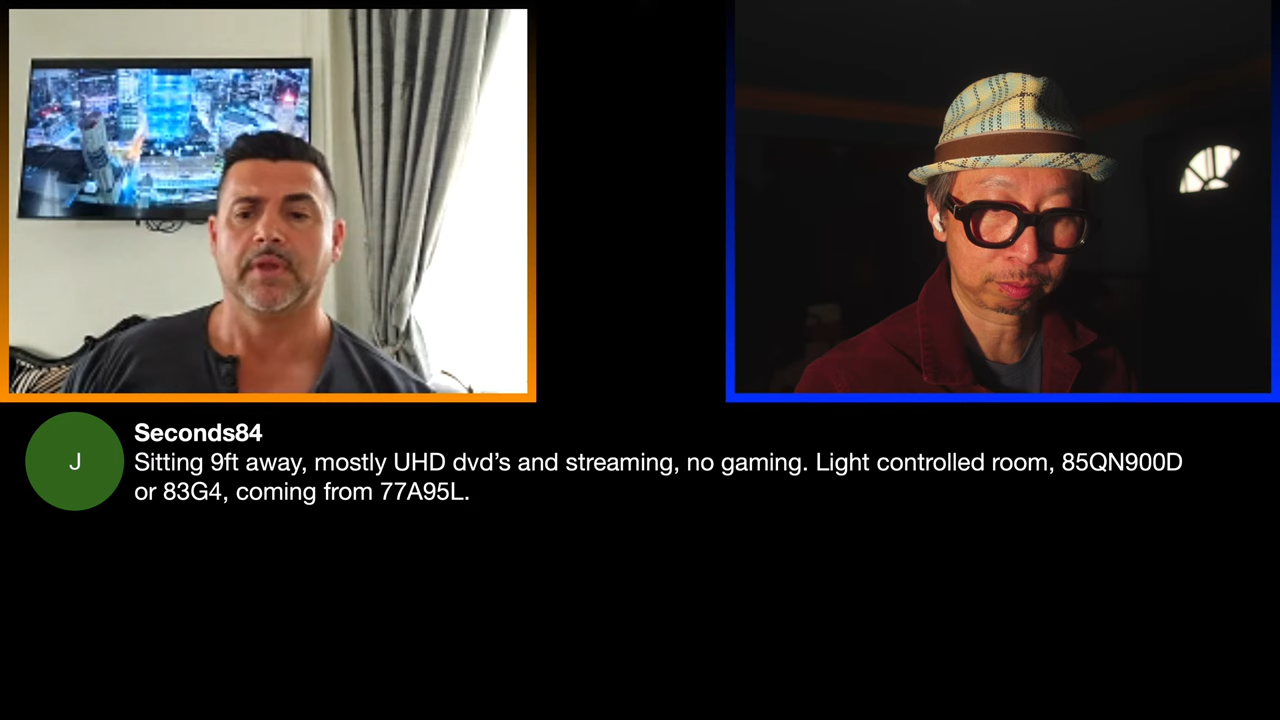 J
Seconds84
Sitting 9ft away, mostly UHD dvd’s and streaming, no gaming. Light controlled room, 85QN900D
or 83G4, coming from 77A95L.